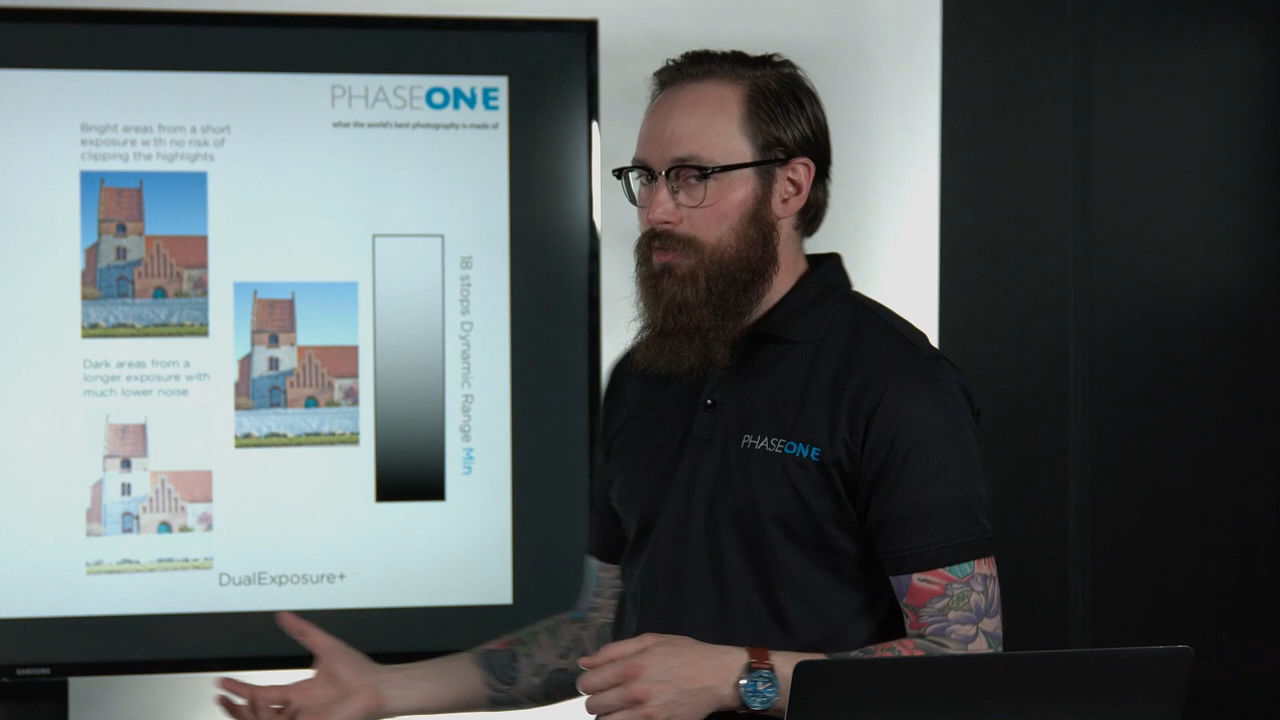 PHASEONE
what the world's best photography is made of
Bright areas from a short
exposure with no risk of
clipping the highlights
18 stops Dynamic Range Min
Dark areas from a
longer exposure with
much lower noise
DualExposure+
PHASEONE
SAMSUNG